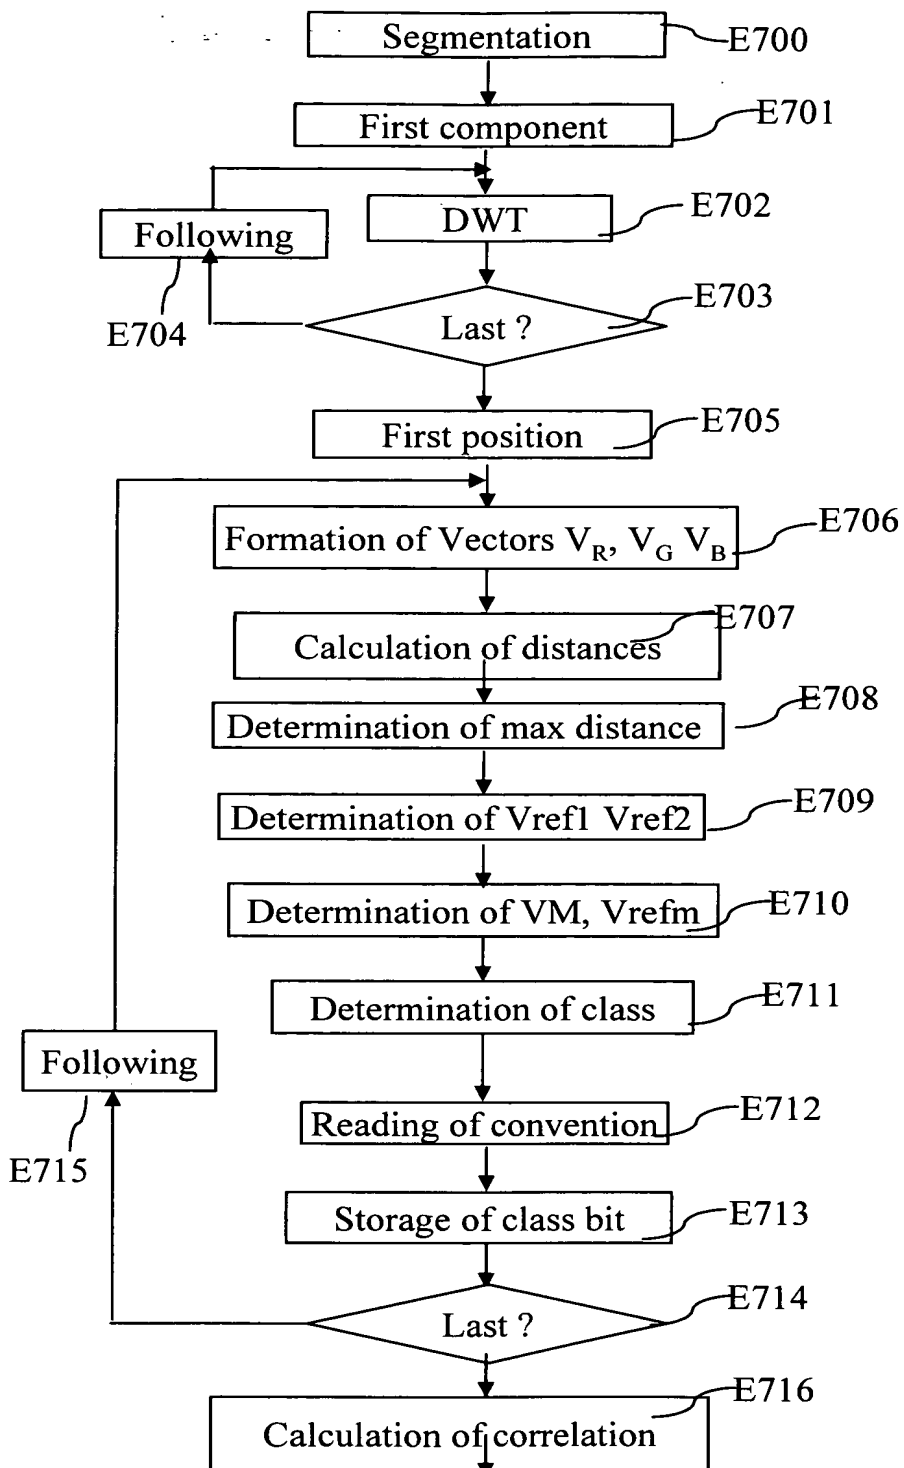 Segmentation
E700
First component
E701
DWT
E702
Following
E704
Last ?
E703
First position
E705
Formation of Vectors V_R, V_G V_B
E706
Calculation of distances
E707
Determination of max distance
E708
Determination of Vref1 Vref2
E709
Determination of VM, Vrefm
E710
Determination of class
E711
Following
E715
Reading of convention
E712
Storage of class bit
E713
Last ?
E714
Calculation of correlation
E716